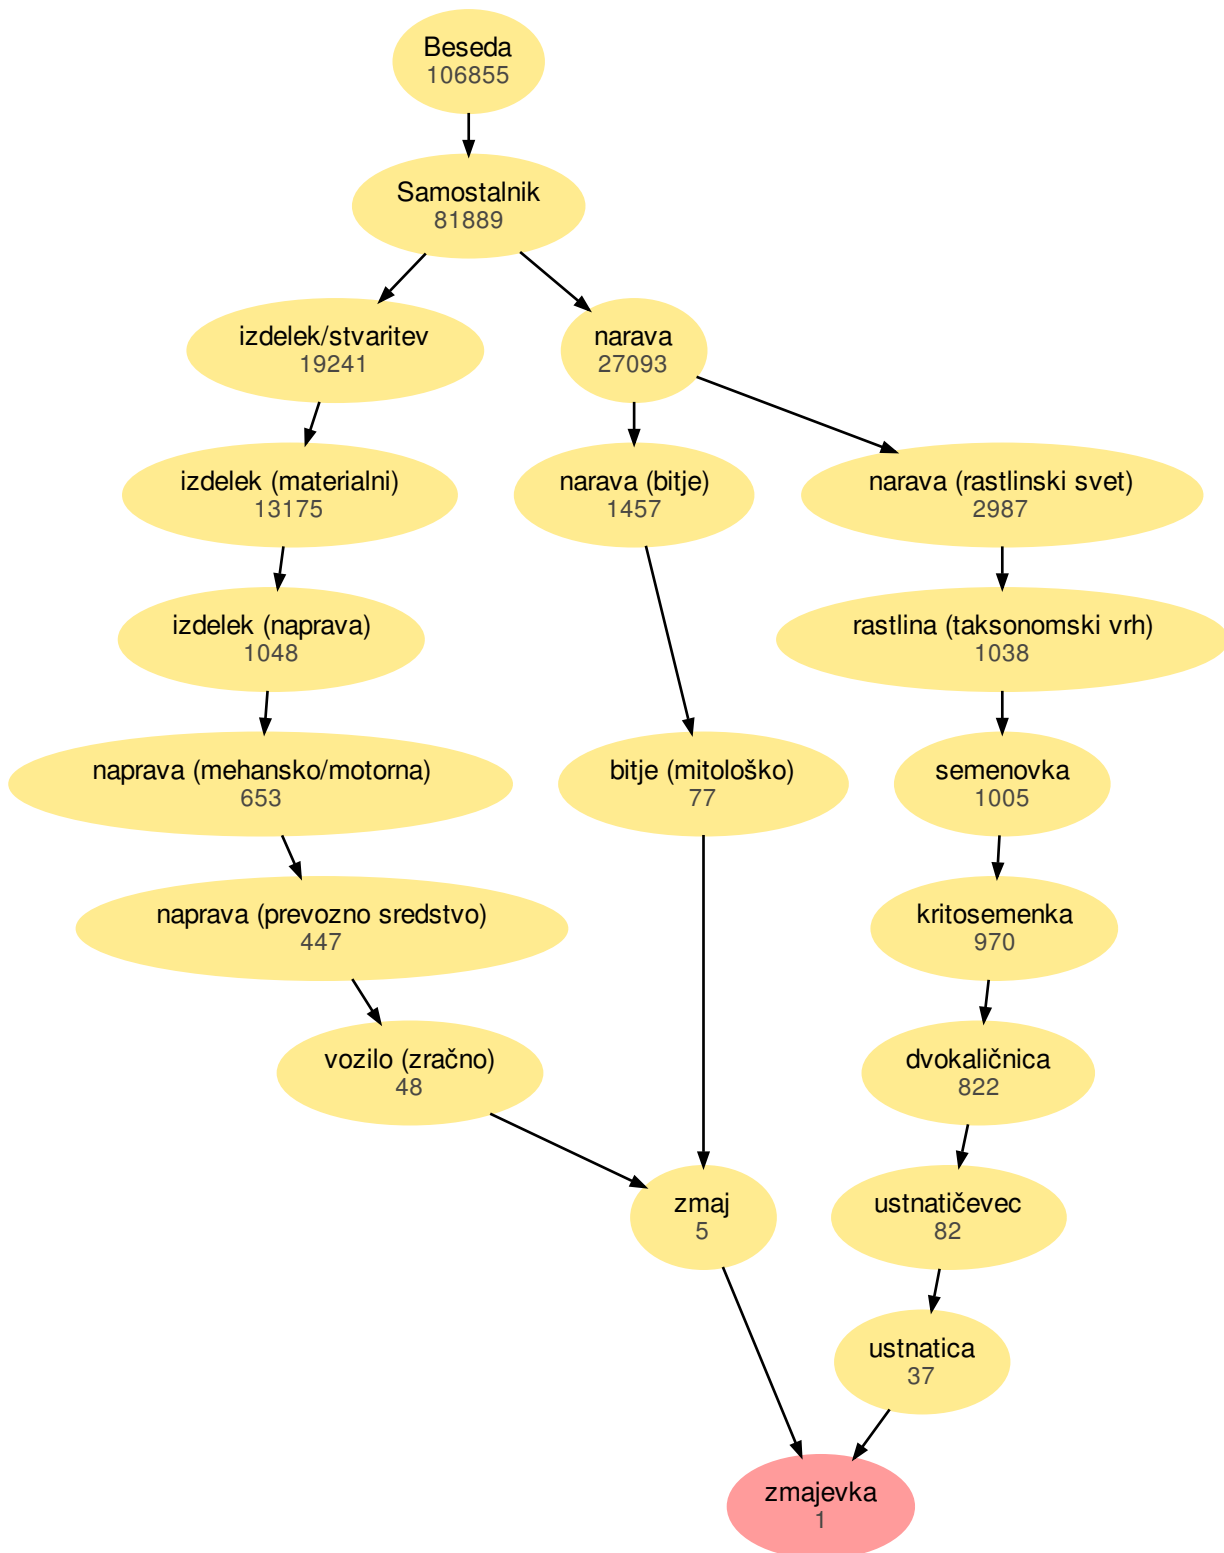 Beseda
106855
Samostalnik
81889
izdelek/stvaritev
19241
narava
27093
izdelek (materialni)
13175
narava (bitje)
1457
narava (rastlinski svet)
2987
izdelek (naprava)
1048
rastlina (taksonomski vrh)
1038
naprava (mehansko/motorna)
653
bitje (mitološko)
77
semenovka
1005
naprava (prevozno sredstvo)
447
kritosemenka
970
vozilo (zračno)
48
dvokaličnica
822
zmaj
5
ustnatičevec
82
ustnatica
37
zmajevka
1